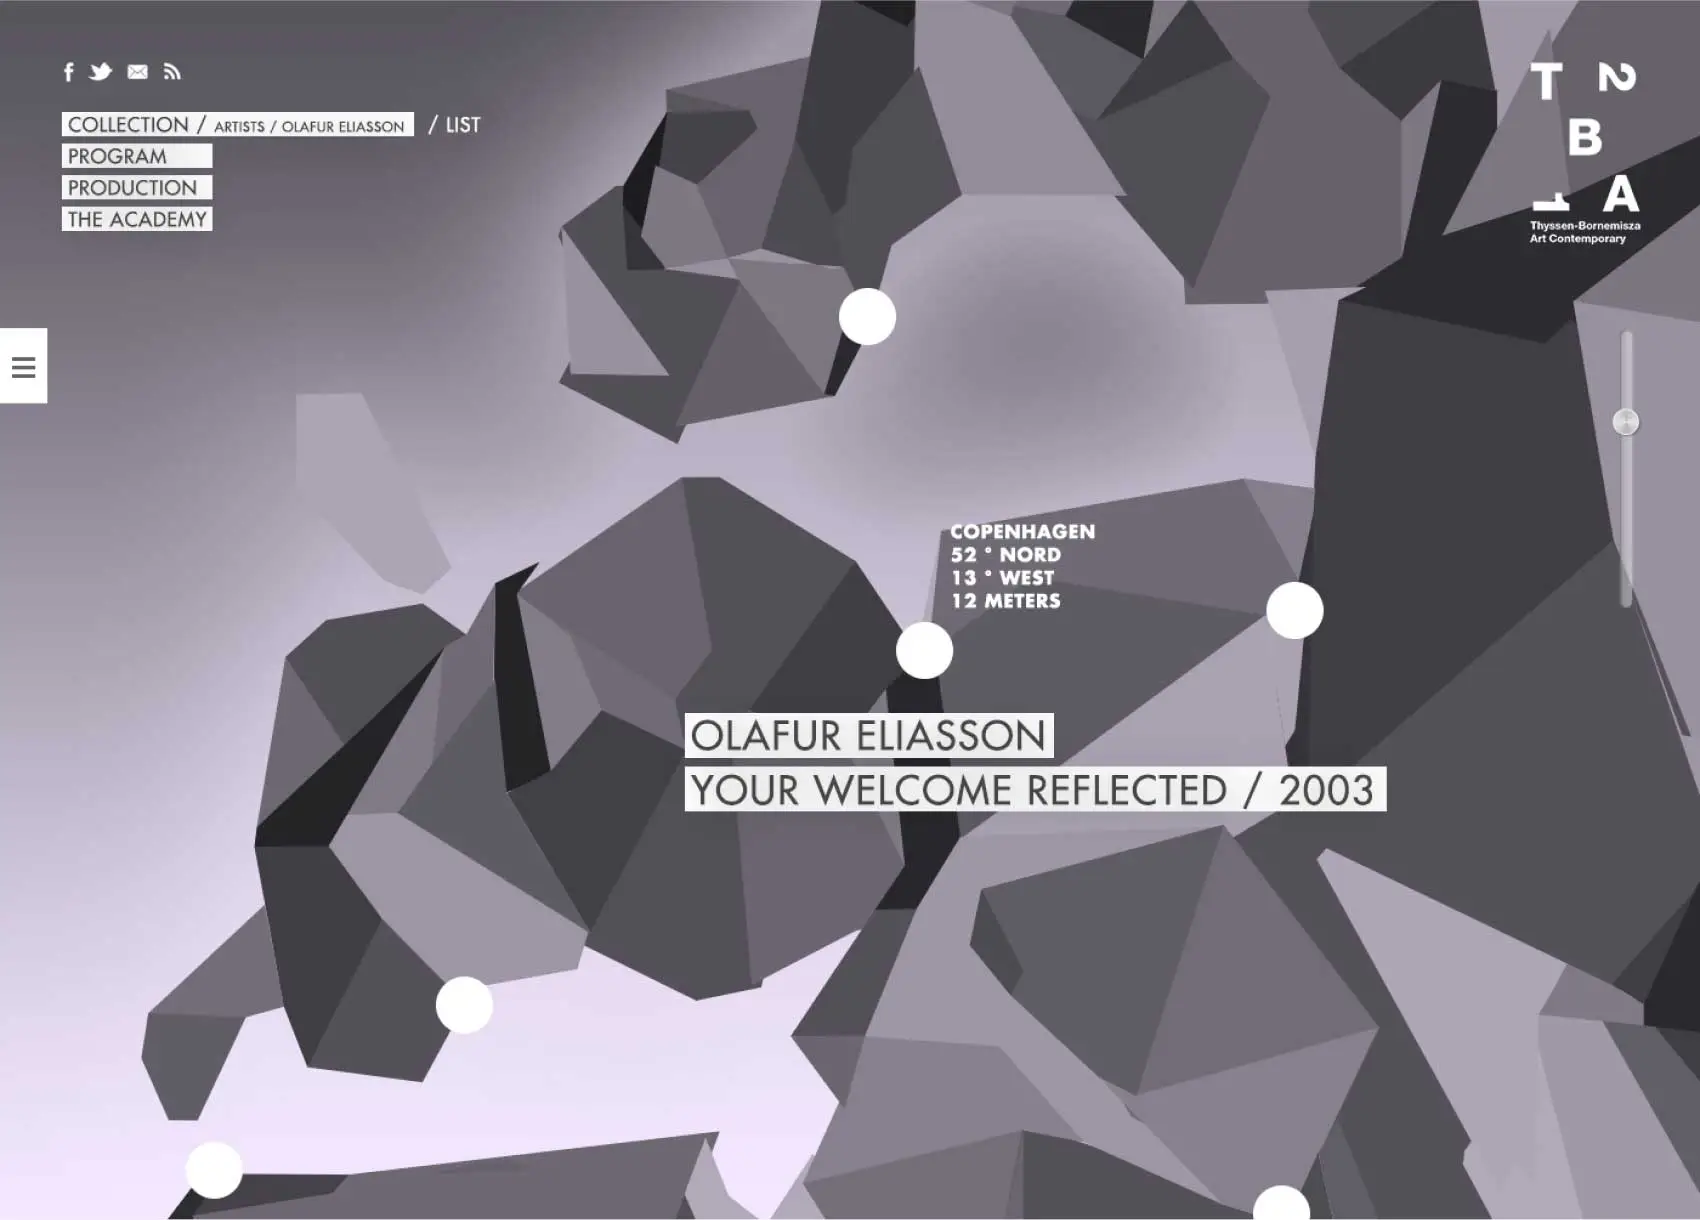 COLLECTION / ARTISTS / OLAFUR ELIASSON / LIST
PROGRAM
PRODUCTION
THE ACADEMY
T 2
B
1 A
Thyssen-Bornemisza
Art Contemporary
COPENHAGEN
52 ° NORD
13 ° WEST
12 METERS
OLAFUR ELIASSON
YOUR WELCOME REFLECTED / 2003